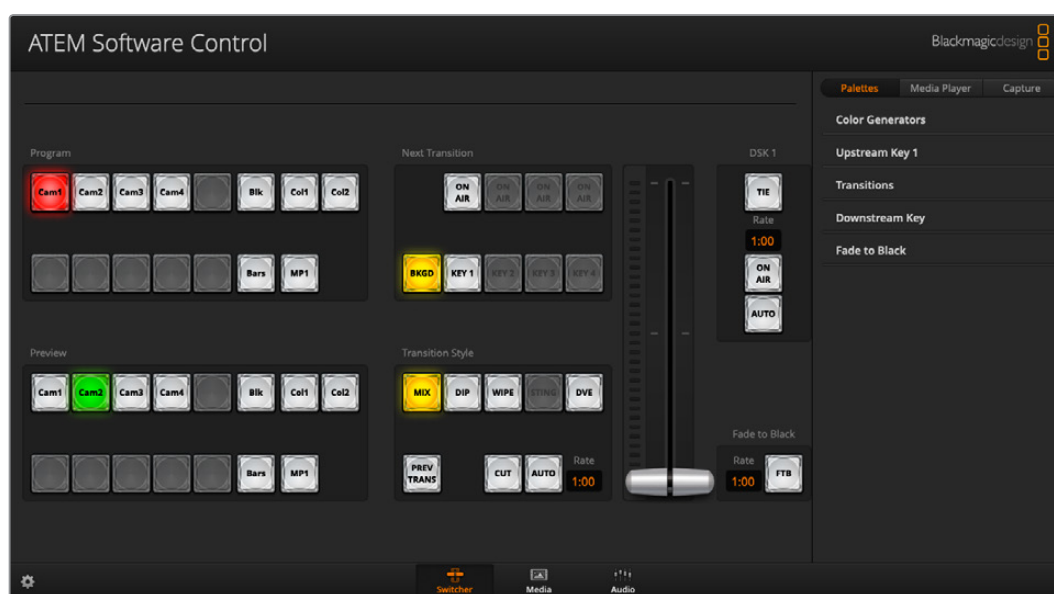 ATEM Software Control
Blackmagicdesign
Palettes Media Player Capture
Color Generators
Upstream Key 1
Transitions
Downstream Key
Fade to Black
Program
Cam1 Cam2 Cam3 Cam4 Blk Col1 Col2
Bars MP1
Next Transition
ON AIR ON AIR ON AIR ON AIR
BKGD KEY 1 KEY 2 KEY 3 KEY 4
DSK 1
TIE
Rate
1:00
ON AIR
AUTO
Preview
Cam1 Cam2 Cam3 Cam4 Blk Col1 Col2
Bars MP1
Transition Style
MIX DIP WIPE STING DVE
PREV TRANS CUT AUTO Rate 1:00
Fade to Black
Rate
1:00 FTB
Switcher Media Audio